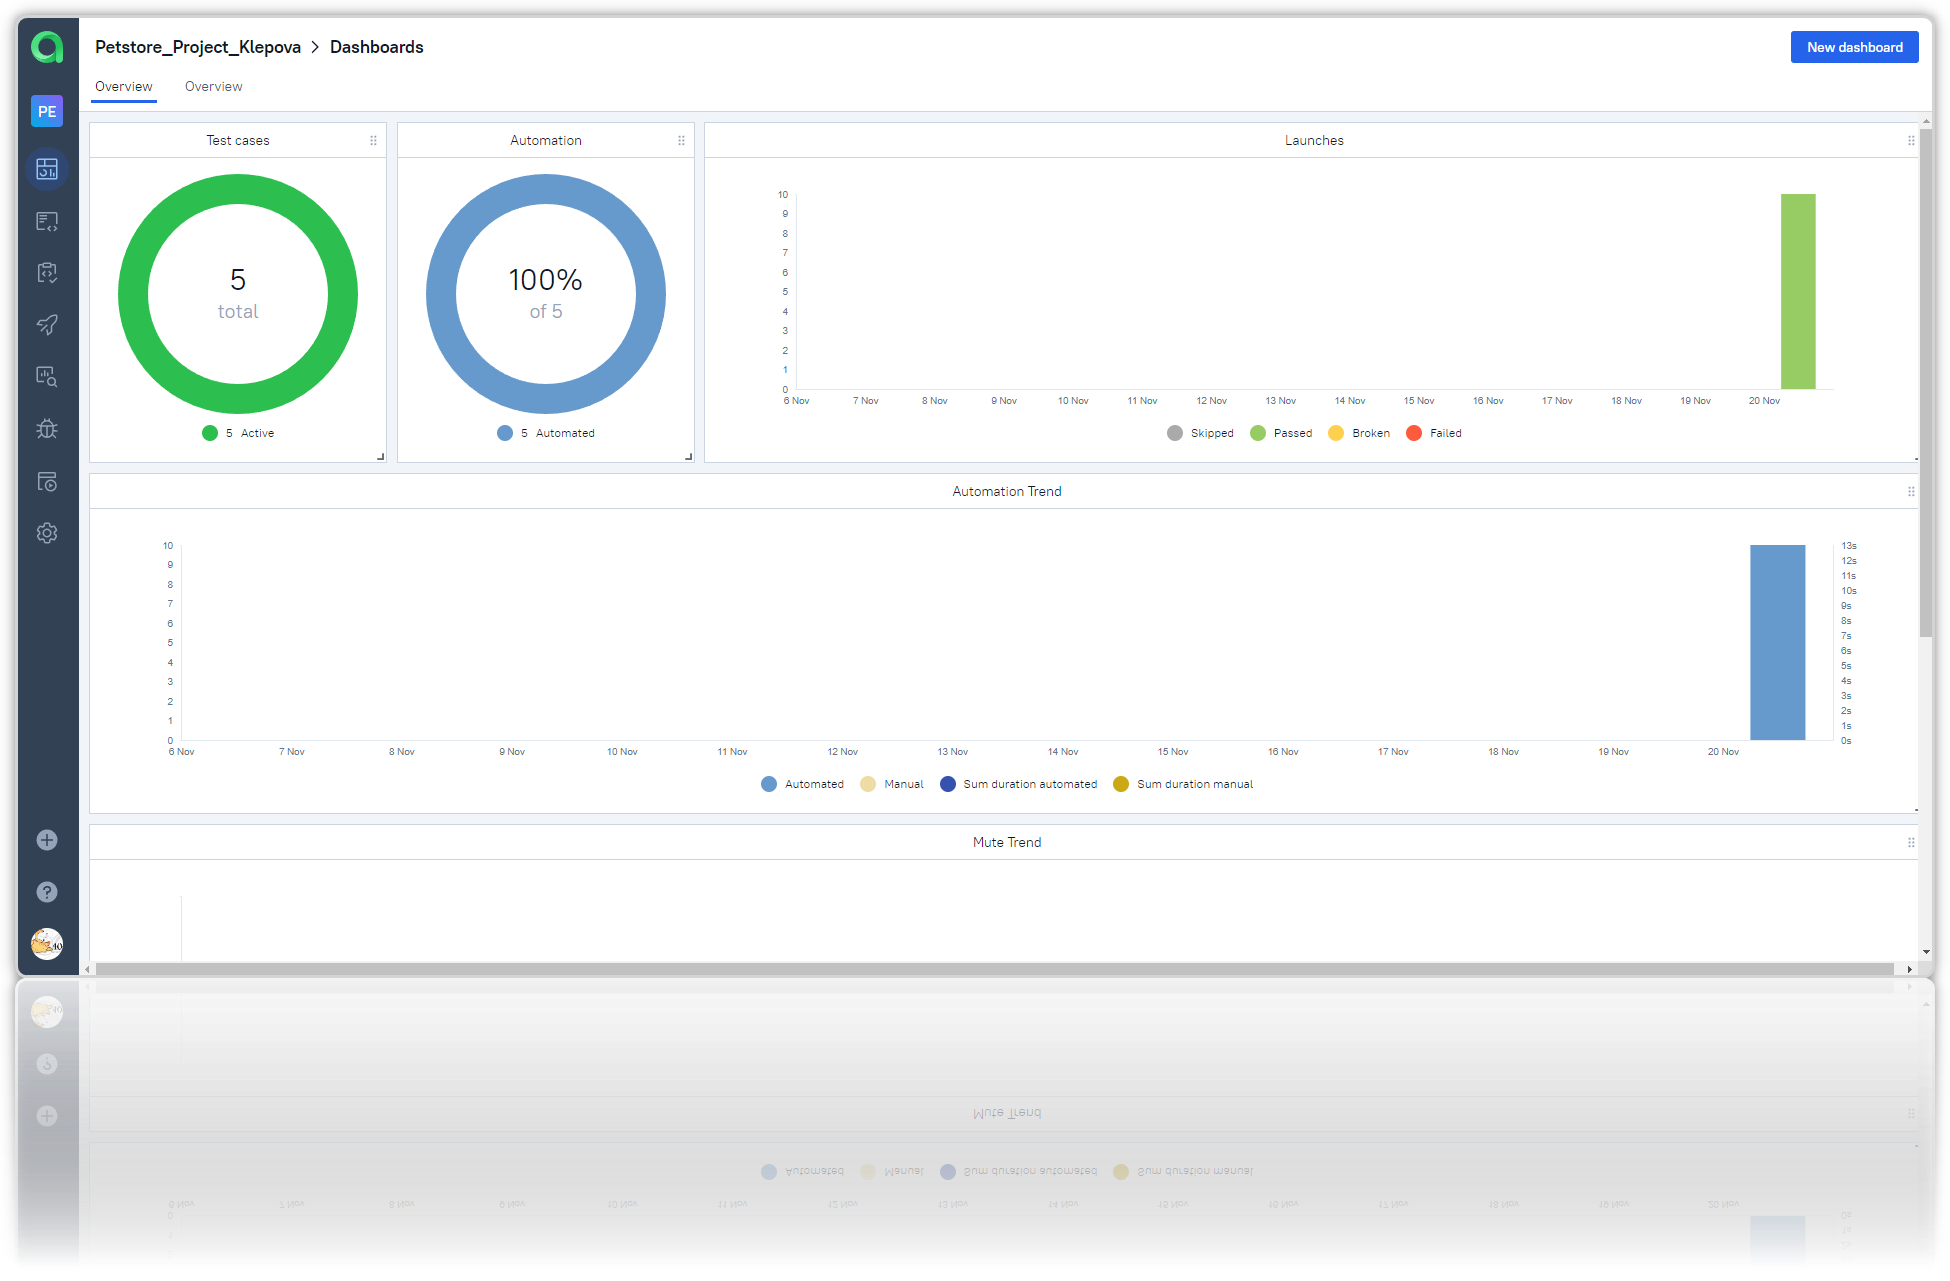 Petstore_Project_Klepova > Dashboards
New dashboard
Overview
Overview
PE
Test cases
5
total
5 Active
Automation
100%
of 5
5 Automated
Launches
10
9
8
7
6
5
4
3
2
1
0
6 Nov 7 Nov 8 Nov 9 Nov 10 Nov 11 Nov 12 Nov 13 Nov 14 Nov 15 Nov 16 Nov 17 Nov 18 Nov 19 Nov 20 Nov
Skipped Passed Broken Failed
Automation Trend
10
9
8
7
6
5
4
3
2
1
0
13s
12s
11s
10s
9s
8s
7s
6s
5s
4s
3s
2s
1s
0s
6 Nov 7 Nov 8 Nov 9 Nov 10 Nov 11 Nov 12 Nov 13 Nov 14 Nov 15 Nov 16 Nov 17 Nov 18 Nov 19 Nov 20 Nov
Automated Manual Sum duration automated Sum duration manual
Mute Trend